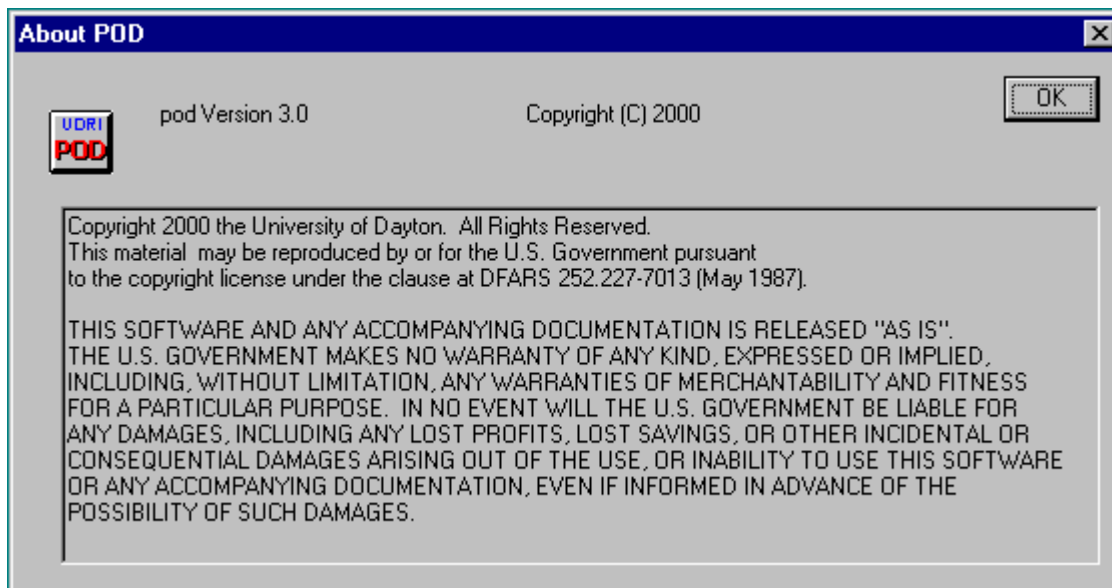 About POD
UDRI
POD
pod Version 3.0
Copyright (C) 2000
OK
Copyright 2000 the University of Dayton.  All Rights Reserved.
This material  may be reproduced by or for the U.S. Government pursuant
to the copyright license under the clause at DFARS 252.227-7013 (May 1987).
THIS SOFTWARE AND ANY ACCOMPANYING DOCUMENTATION IS RELEASED "AS IS".
THE U.S. GOVERNMENT MAKES NO WARRANTY OF ANY KIND, EXPRESSED OR IMPLIED,
INCLUDING, WITHOUT LIMITATION, ANY WARRANTIES OF MERCHANTABILITY AND FITNESS
FOR A PARTICULAR PURPOSE.  IN NO EVENT WILL THE U.S. GOVERNMENT BE LIABLE FOR
ANY DAMAGES, INCLUDING ANY LOST PROFITS, LOST SAVINGS, OR OTHER INCIDENTAL OR
CONSEQUENTIAL DAMAGES ARISING OUT OF THE USE, OR INABILITY TO USE THIS SOFTWARE
OR ANY ACCOMPANYING DOCUMENTATION, EVEN IF INFORMED IN ADVANCE OF THE
POSSIBILITY OF SUCH DAMAGES.